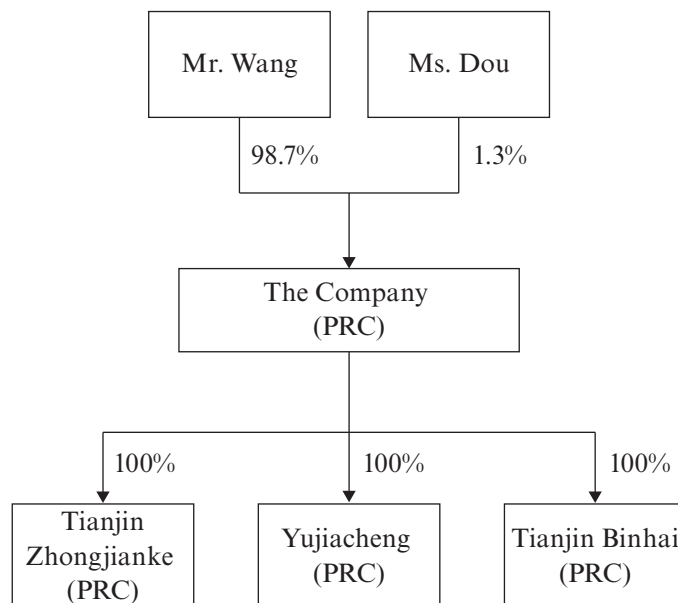 Mr. Wang
Ms. Dou
98.7%
1.3%
The Company
(PRC)
100%
100%
100%
Tianjin
Zhongjianke
(PRC)
Yujiacheng
(PRC)
Tianjin Binhai
(PRC)